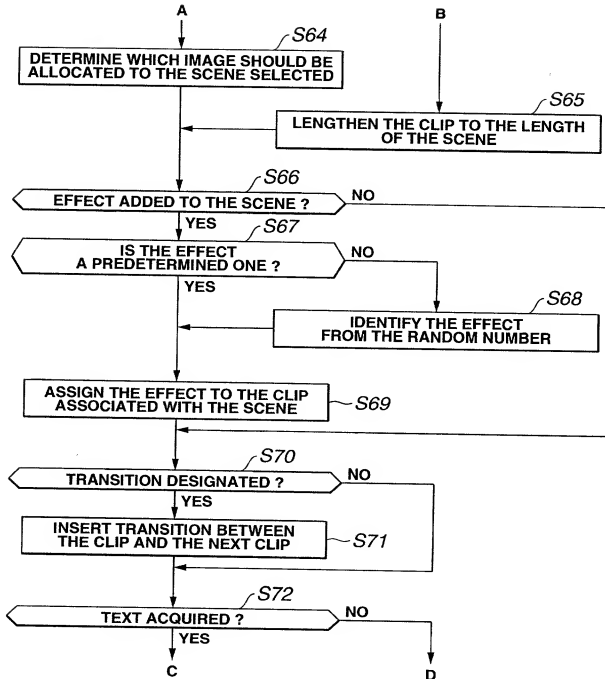 A
B
S64
DETERMINE WHICH IMAGE SHOULD BE
ALLOCATED TO THE SCENE SELECTED
S65
LENGTHEN THE CLIP TO THE LENGTH
OF THE SCENE
S66
EFFECT ADDED TO THE SCENE ?
NO
YES
S67
IS THE EFFECT
A PREDETERMINED ONE ?
NO
YES
S68
IDENTIFY THE EFFECT
FROM THE RANDOM NUMBER
ASSIGN THE EFFECT TO THE CLIP
ASSOCIATED WITH THE SCENE
S69
S70
TRANSITION DESIGNATED ?
NO
YES
INSERT TRANSITION BETWEEN
THE CLIP AND THE NEXT CLIP
S71
S72
TEXT ACQUIRED ?
NO
YES
C
D